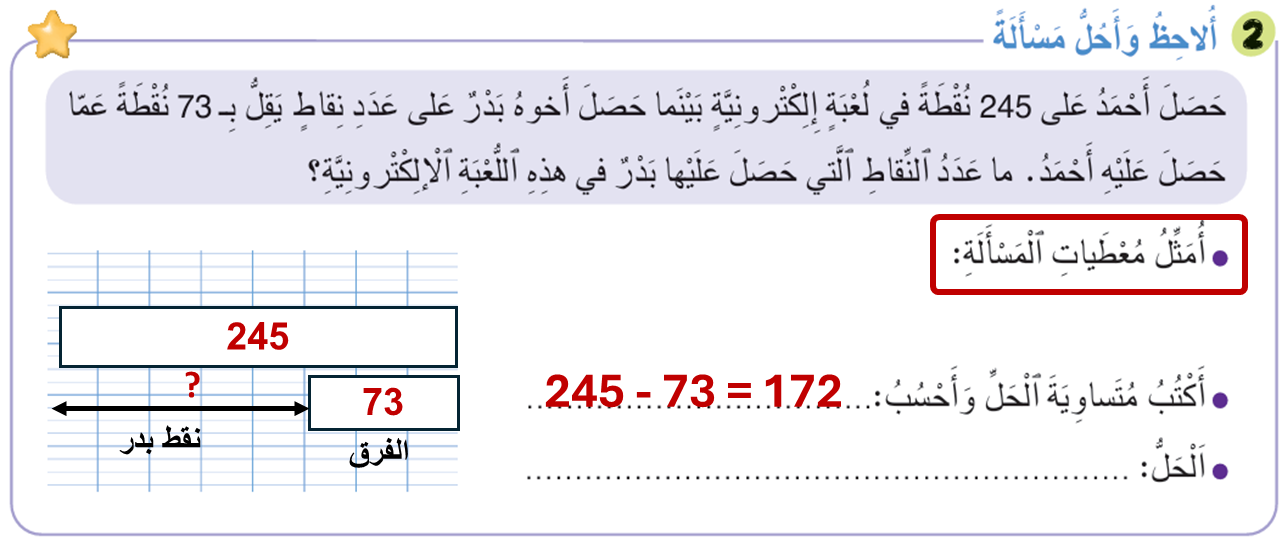 2 أُلاحِظُ وَأَحُلُّ مَسْأَلَةً
حَصَلَ أَحْمَدُ عَلى 245 نُقْطَةً في لُعْبَةٍ إِلِكْتْرونِيَّةٍ بَيْنَما حَصَلَ أَخوهُ بَدْرٌ عَلى عَدَدِ نِقاطٍ يَقِلُّ بِـ 73 نُقْطَةً عَمّا
حَصَلَ عَلَيْهِ أَحْمَدُ. ما عَدَدُ ٱلنِّقاطِ ٱلَّتي حَصَلَ عَلَيْها بَدْرٌ في هذِهِ ٱللُّعْبَةِ ٱلْإِلِكْتْرونِيَّةِ؟
• أُمَثِّلُ مُعْطَياتِ ٱلْمَسْأَلَةِ:
245
?
73
نقط بدر
الفرق
• أَكْتُبُ مُتَساوِيَةَ ٱلْحَلِّ وَأَحْسُبُ: 245 - 73 = 172
• اَلْحَلُّ: ............................................................